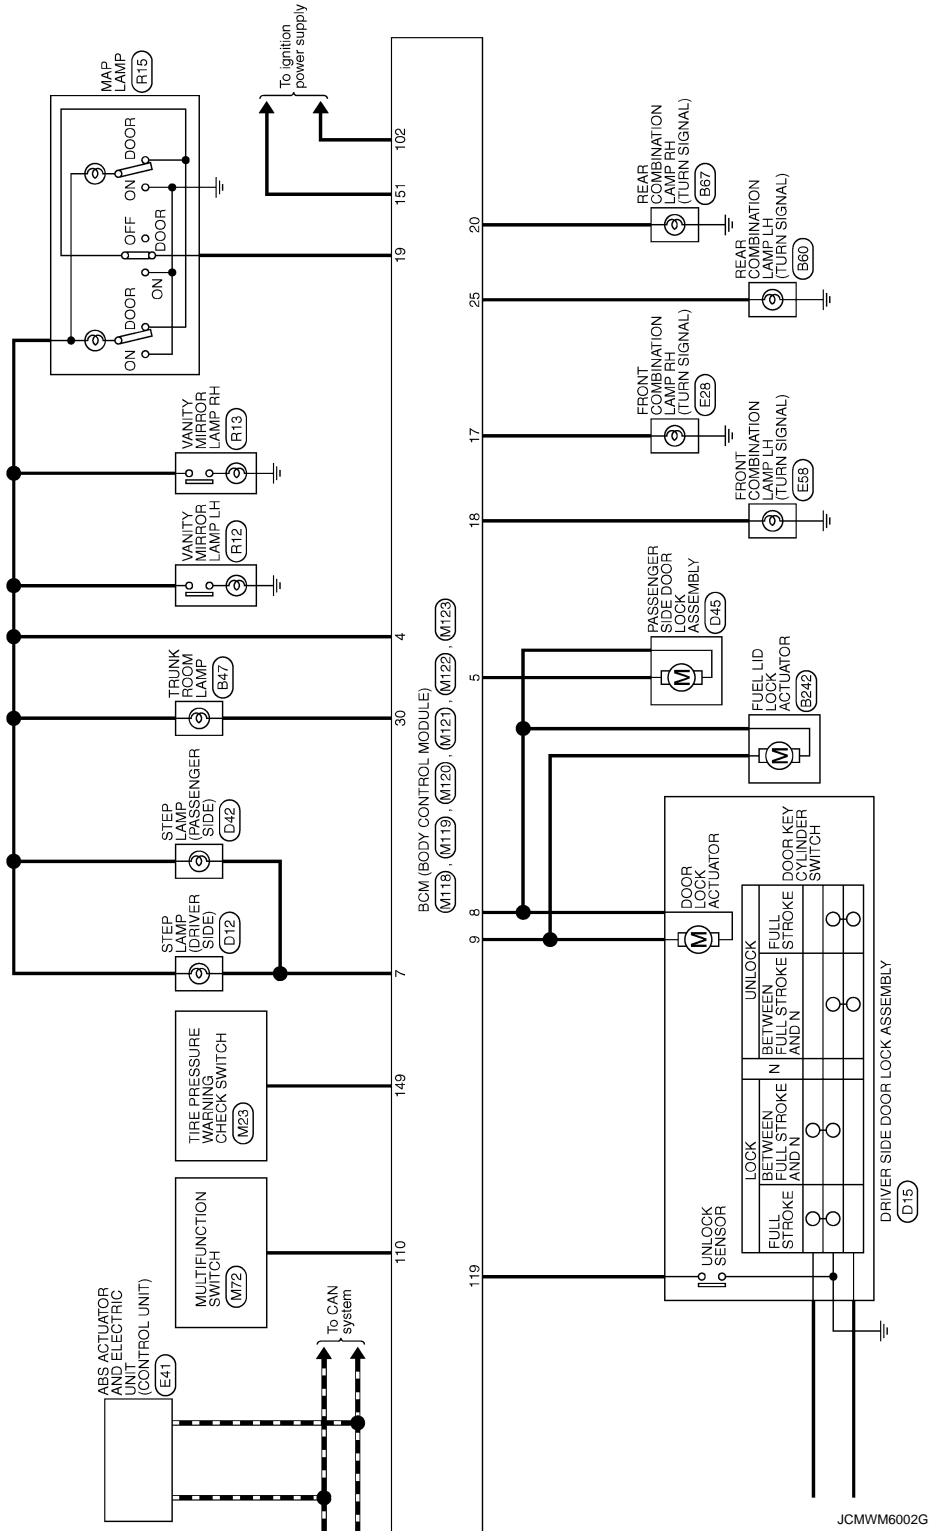 MAP
LAMP
R15
DOOR
ON
OFF
DOOR
ON
DOOR
ON
To ignition
power supply
102
151
19
4
30
7
149
110
VANITY
MIRROR
LAMP RH
R13
VANITY
MIRROR
LAMP LH
R12
TRUNK
ROOM
LAMP
B47
STEP
LAMP
(PASSENGER
SIDE)
D42
STEP
LAMP
(DRIVER
SIDE)
D12
TIRE PRESSURE
WARNING
CHECK SWITCH
M23
MULTIFUNCTION
SWITCH
M72
ABS ACTUATOR
AND ELECTRIC
UNIT
(CONTROL UNIT)
E41
To CAN
system
BCM (BODY CONTROL MODULE)
M118 , M119 , M120 , M121 , M122 , M123
20
25
17
18
5
8
9
119
REAR
COMBINATION
LAMP RH
(TURN SIGNAL)
B67
REAR
COMBINATION
LAMP LH
(TURN SIGNAL)
B60
FRONT
COMBINATION
LAMP RH
(TURN SIGNAL)
E28
FRONT
COMBINATION
LAMP LH
(TURN SIGNAL)
E58
PASSENGER
SIDE DOOR
LOCK
ASSEMBLY
D45
M
FUEL LID
LOCK
ACTUATOR
B242
M
DOOR
LOCK
ACTUATOR
M
DOOR KEY
CYLINDER
SWITCH
UNLOCK
FULL
STROKE
BETWEEN
FULL STROKE
AND N
N
LOCK
BETWEEN
FULL STROKE
AND N
FULL
STROKE
UNLOCK
SENSOR
DRIVER SIDE DOOR LOCK ASSEMBLY
D15
JCMWM6002G